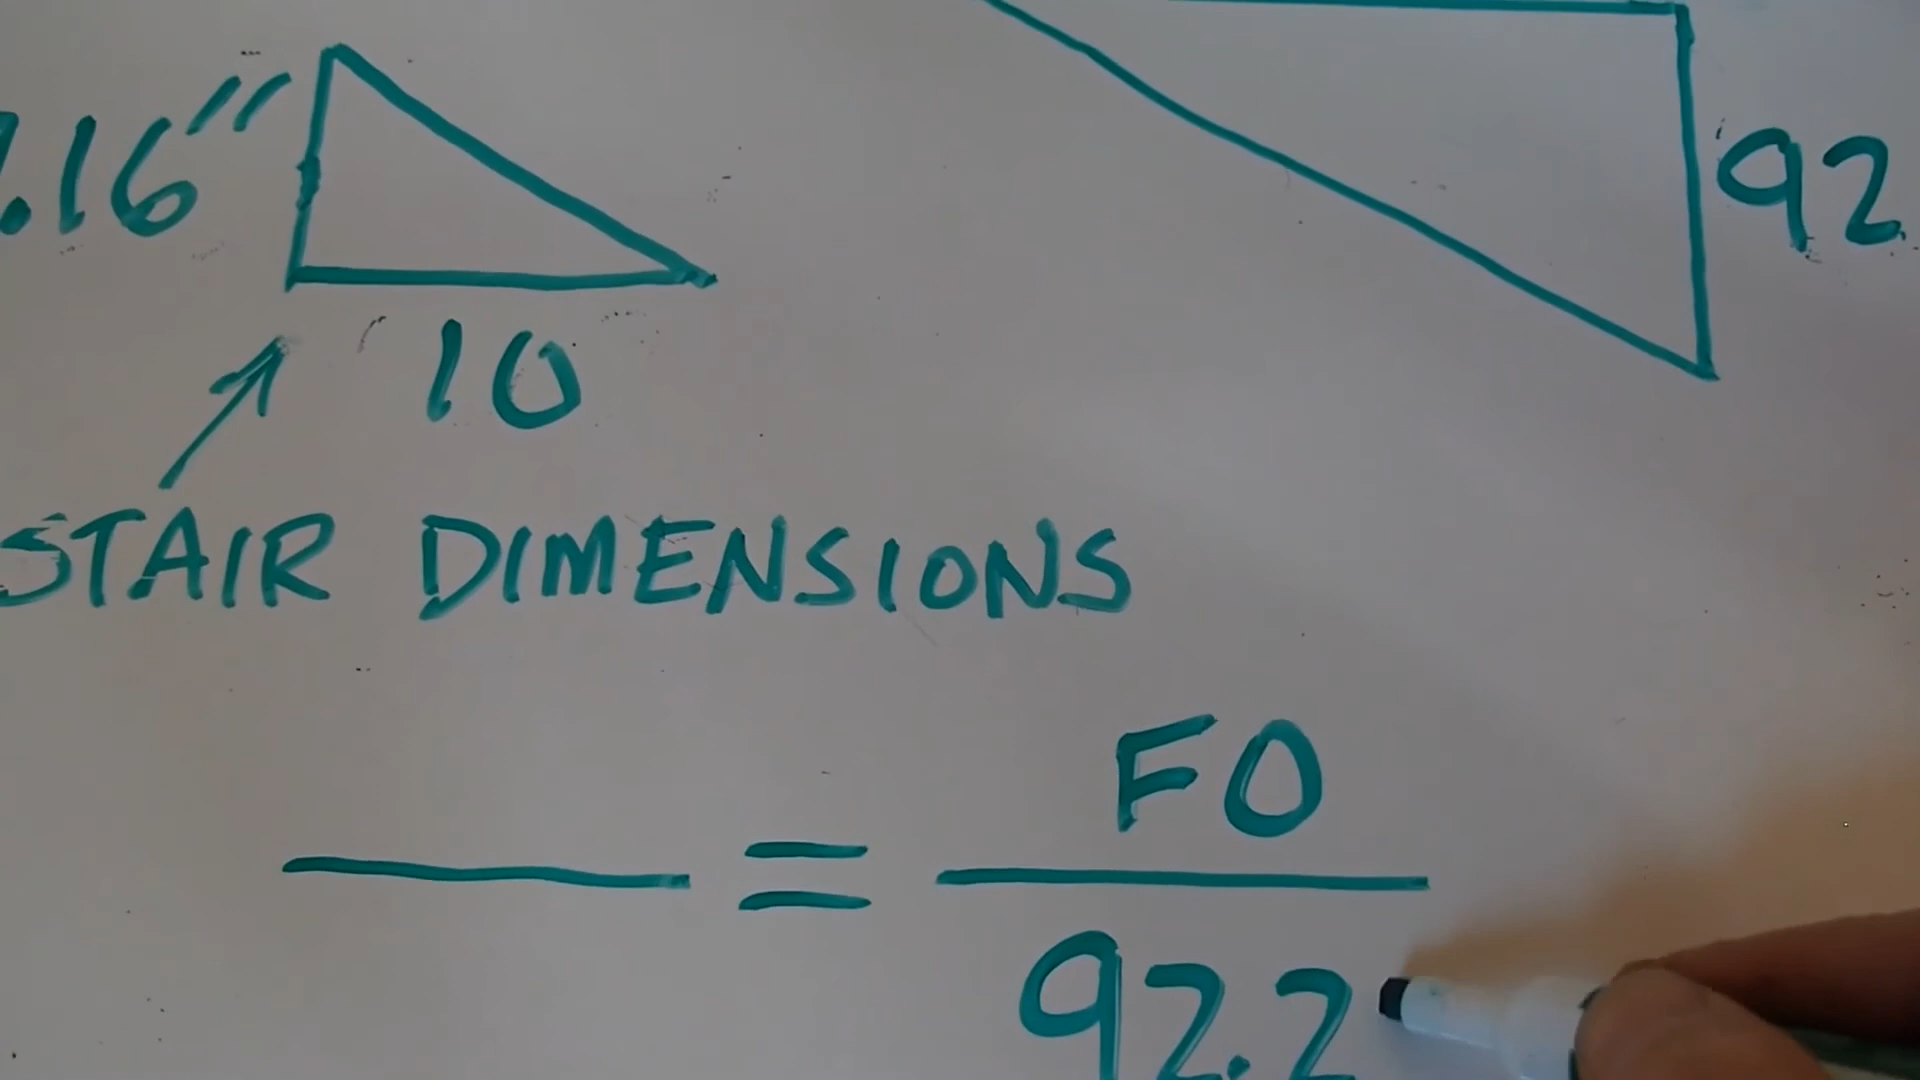 .16"
92.
10
STAIR DIMENSIONS
FO
=
92.2